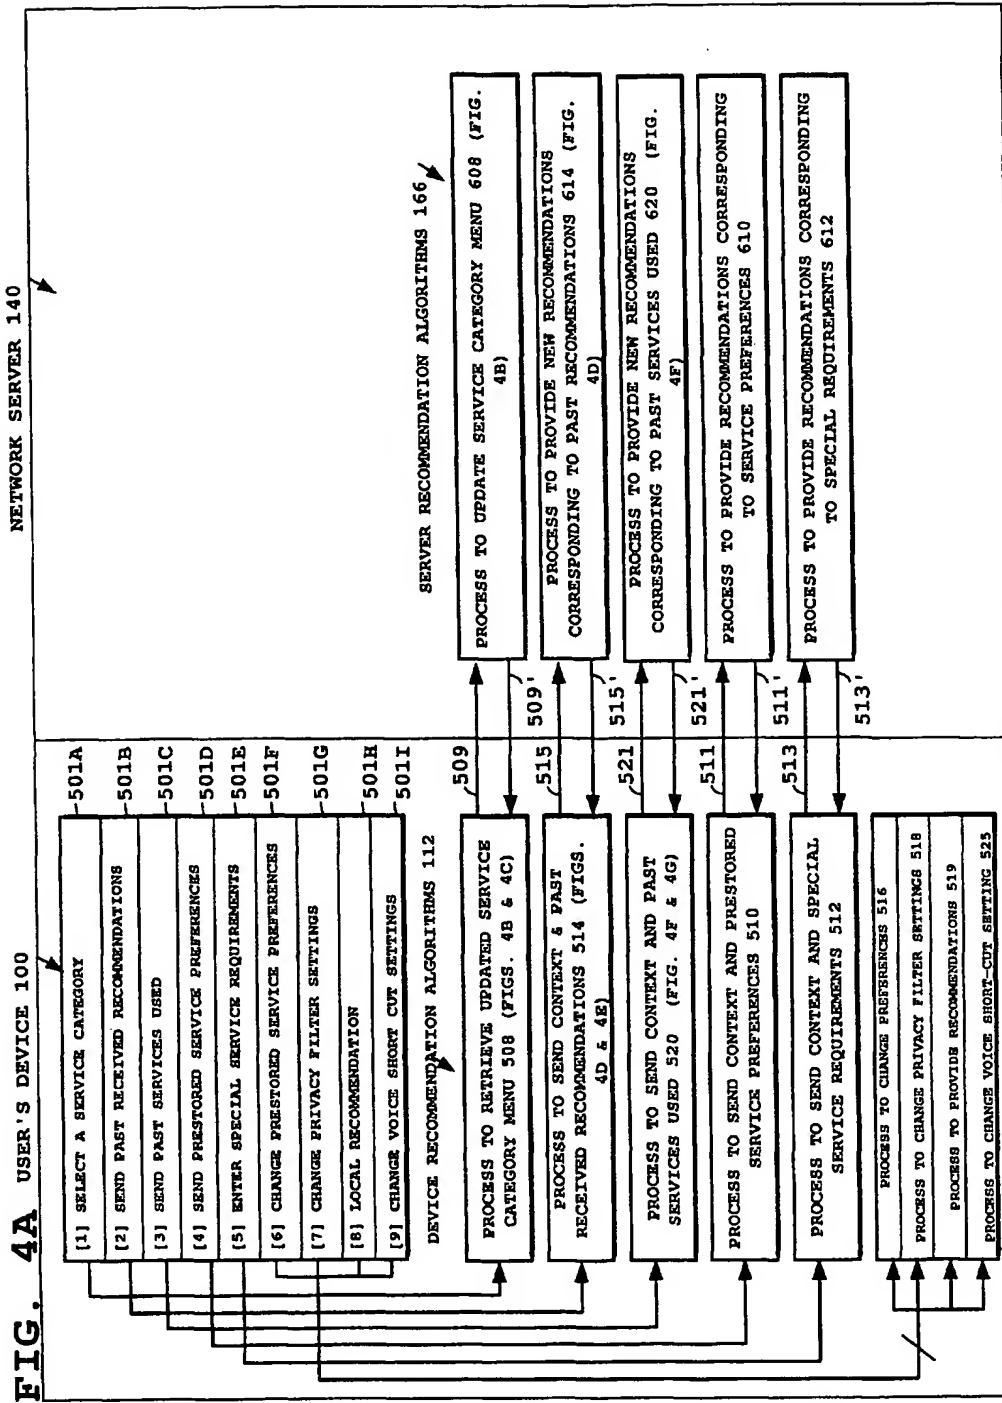 FIG. 4A
USER'S DEVICE 100
NETWORK SERVER 140
[1] SELECT A SERVICE CATEGORY
501A
[2] SEND PAST RECEIVED RECOMMENDATIONS
501B
[3] SEND PAST SERVICES USED
501C
[4] SEND PRESTORED SERVICE PREFERENCES
501D
[5] ENTER SPECIAL SERVICE REQUIREMENTS
501E
[6] CHANGE PRESTORED SERVICE PREFERENCES
501F
[7] CHANGE PRIVACY FILTER SETTINGS
501G
[8] LOCAL RECOMMENDATION
501H
[9] CHANGE VOICE SHORT CUT SETTINGS
501I
DEVICE RECOMMENDATION ALGORITHMS 112
SERVER RECOMMENDATION ALGORITHMS 166
PROCESS TO RETRIEVE UPDATED SERVICE
CATEGORY MENU 508 (FIGS. 4B & 4C)
509
509'
PROCESS TO UPDATE SERVICE CATEGORY MENU 608 (FIG.
4B)
PROCESS TO SEND CONTEXT & PAST
RECEIVED RECOMMENDATIONS 514 (FIGS.
4D & 4E)
515
515'
PROCESS TO PROVIDE NEW RECOMMENDATIONS
CORRESPONDING TO PAST RECOMMENDATIONS 614 (FIG.
4D)
PROCESS TO SEND CONTEXT AND PAST
SERVICES USED 520 (FIG. 4F & 4G)
521
521'
PROCESS TO PROVIDE NEW RECOMMENDATIONS
CORRESPONDING TO PAST SERVICES USED 620 (FIG.
4F)
PROCESS TO SEND CONTEXT AND PRESTORED
SERVICE PREFERENCES 510
511
511'
PROCESS TO PROVIDE RECOMMENDATIONS CORRESPONDING
TO SERVICE PREFERENCES 610
PROCESS TO SEND CONTEXT AND SPECIAL
SERVICE REQUIREMENTS 512
513
513'
PROCESS TO PROVIDE RECOMMENDATIONS CORRESPONDING
TO SPECIAL REQUIREMENTS 612
PROCESS TO CHANGE PREFERENCES 516
PROCESS TO CHANGE PRIVACY FILTER SETTINGS 518
PROCESS TO PROVIDE RECOMMENDATIONS 519
PROCESS TO CHANGE VOICE SHORT-CUT SETTING 525